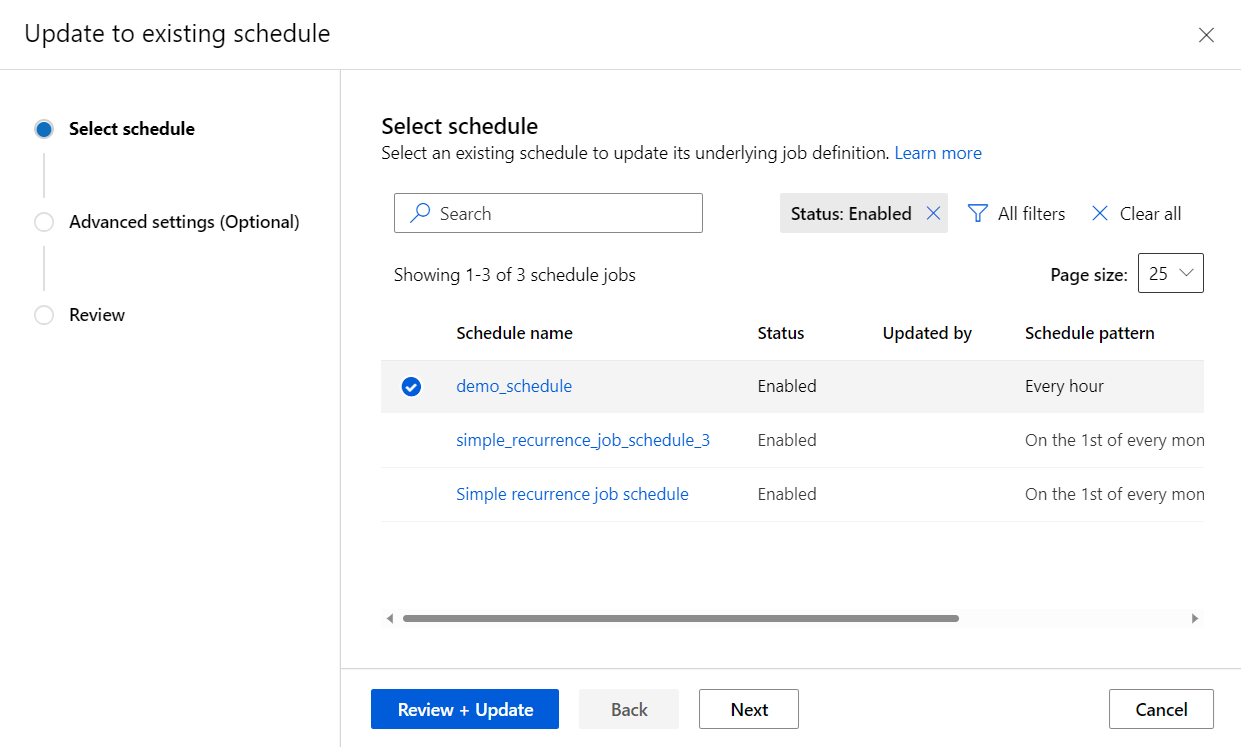 Update to existing schedule
Select schedule
Advanced settings (Optional)
Review
Select schedule
Select an existing schedule to update its underlying job definition. Learn more
Search
Status: Enabled
All filters
Clear all
Showing 1-3 of 3 schedule jobs
Page size: 25
Schedule name Status Updated by Schedule pattern
demo_schedule Enabled Every hour
simple_recurrence_job_schedule_3 Enabled On the 1st of every mon
Simple recurrence job schedule Enabled On the 1st of every mon
Review + Update
Back
Next
Cancel